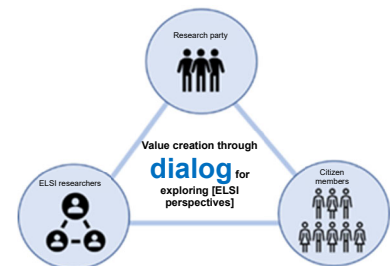 Research party
Value creation through
dialog for
exploring [ELSI
perspectives]
ELSI researchers
Citizen
members